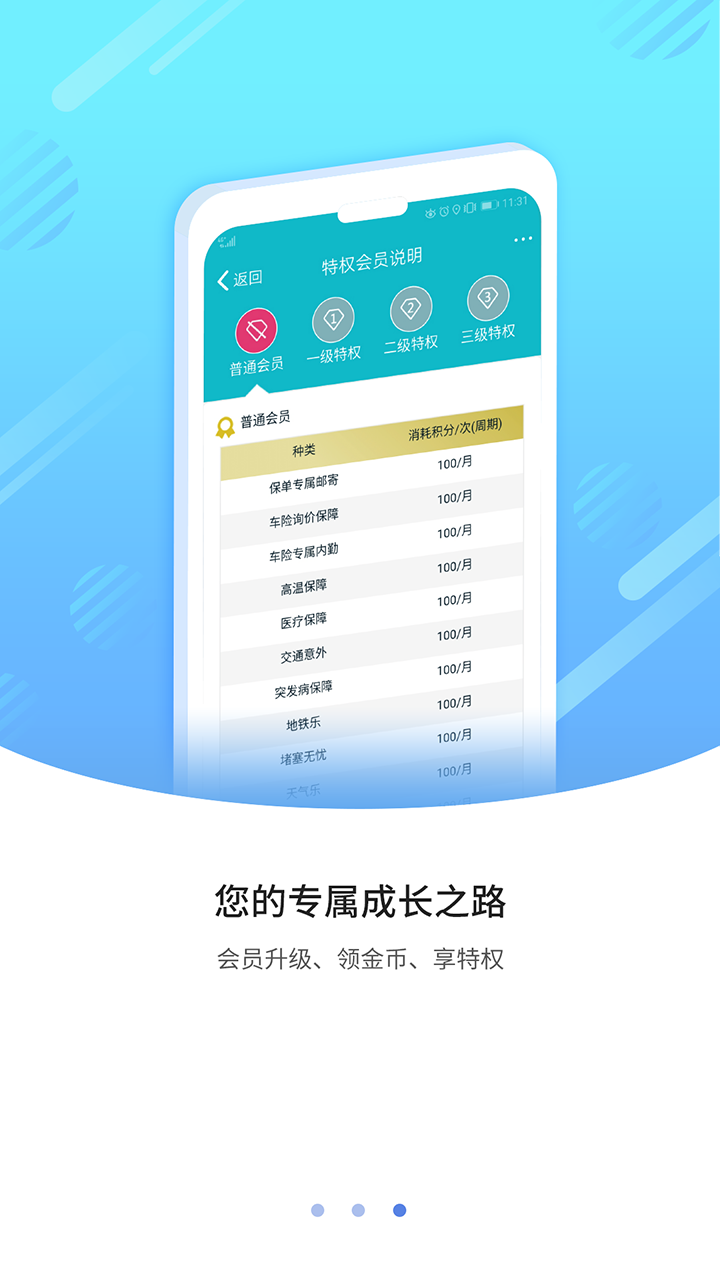 11:31
返回
特权会员说明
1
2
3
普通会员
一级特权
二级特权
三级特权
普通会员
种类 消耗积分/次(周期)
保单专属邮寄 100/月
车险询价保障 100/月
车险专属内勤 100/月
高温保障 100/月
医疗保障 100/月
交通意外 100/月
突发病保障 100/月
地铁乐 100/月
堵塞无忧 100/月
天气乐 100/月
您的专属成长之路
会员升级、领金币、享特权